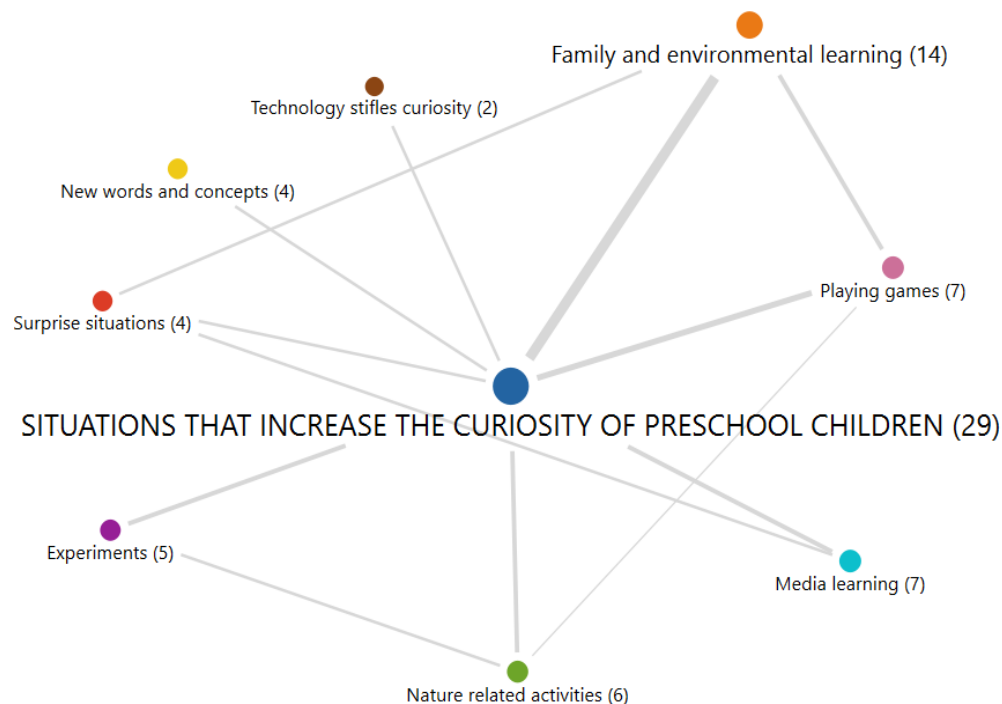 Family and environmental learning (14)
Technology stifles curiosity (2)
New words and concepts (4)
Playing games (7)
Surprise situations (4)
SITUATIONS THAT INCREASE THE CURIOSITY OF PRESCHOOL CHILDREN (29)
Experiments (5)
Media learning (7)
Nature related activities (6)